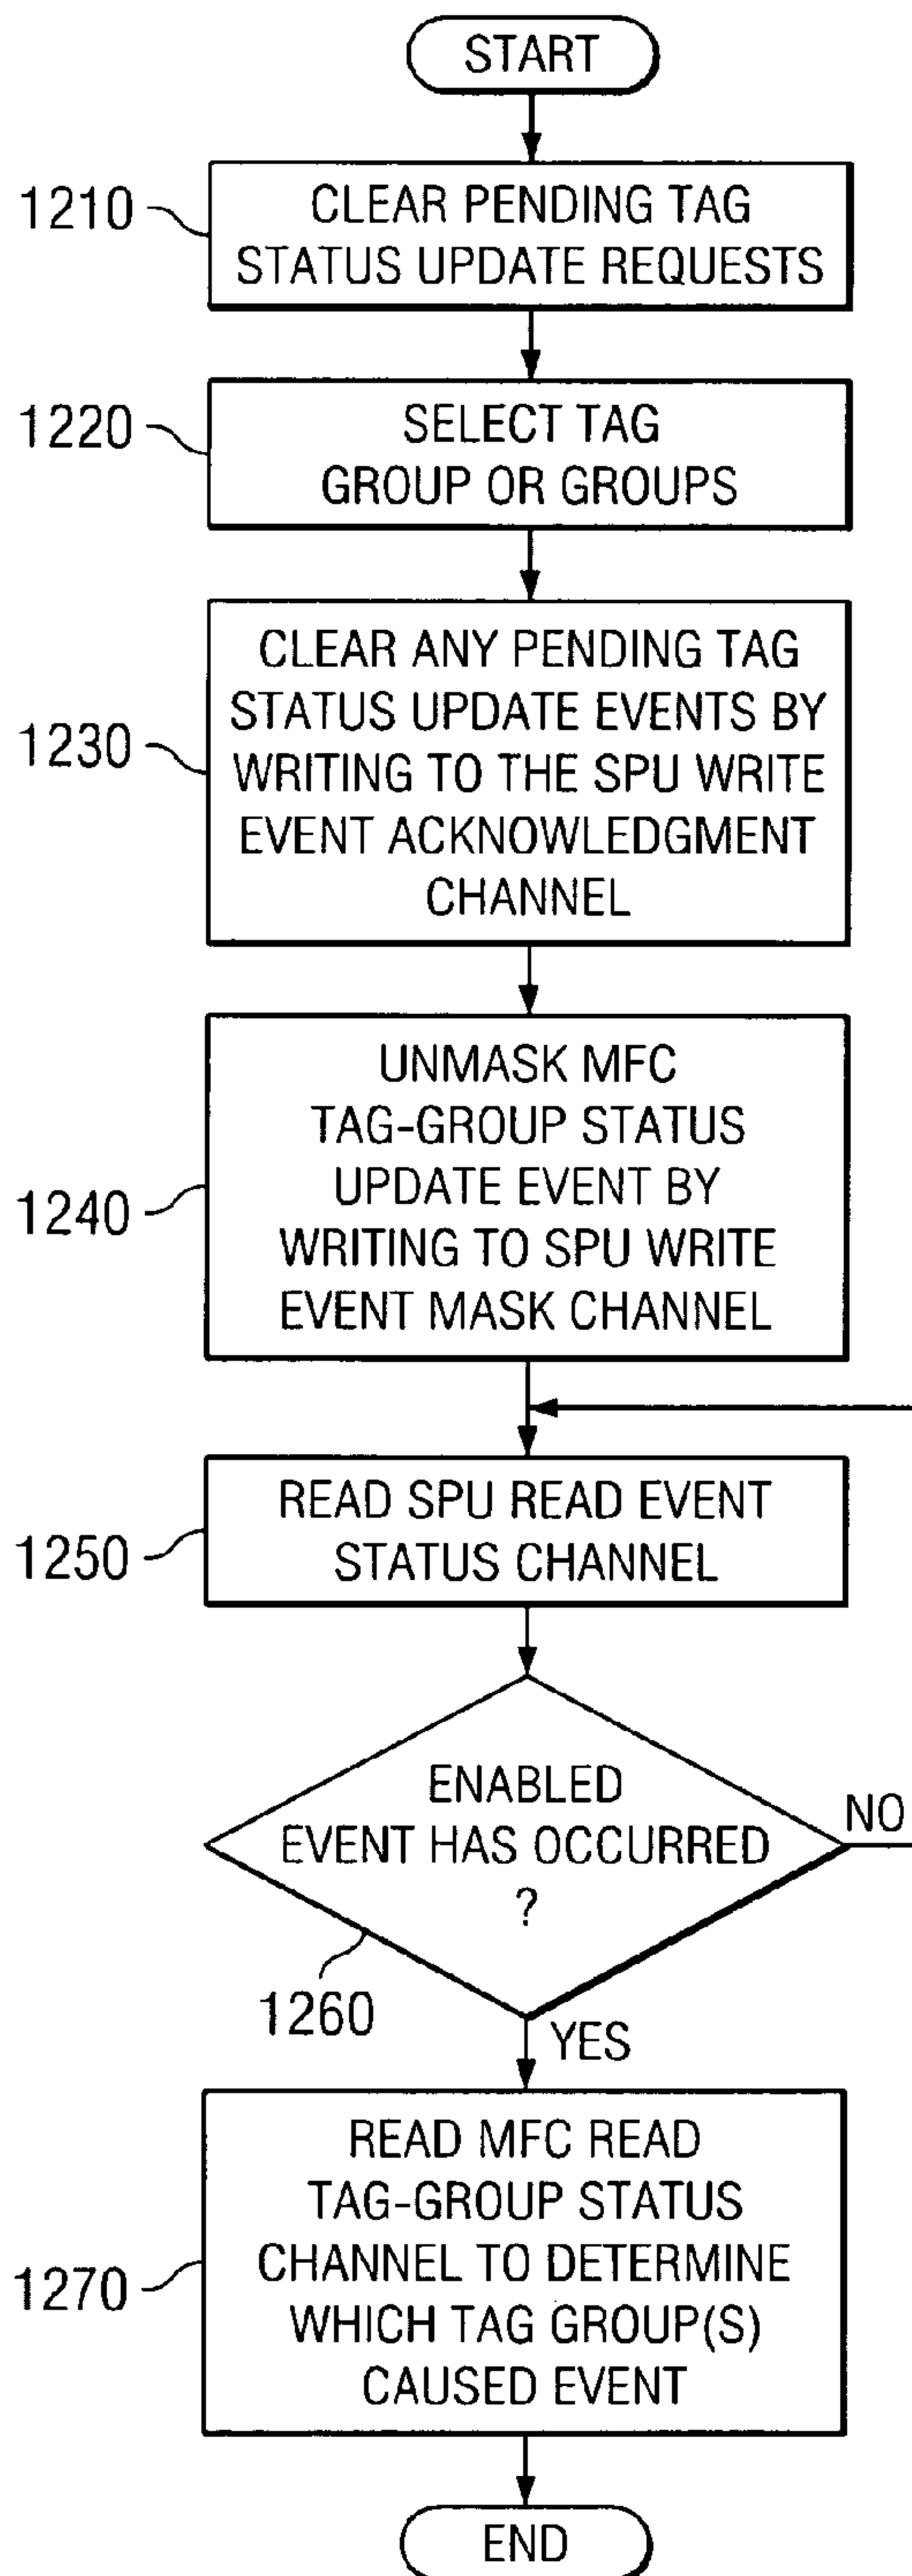 START
1210
CLEAR PENDING TAG
STATUS UPDATE REQUESTS
1220
SELECT TAG
GROUP OR GROUPS
1230
CLEAR ANY PENDING TAG
STATUS UPDATE EVENTS BY
WRITING TO THE SPU WRITE
EVENT ACKNOWLEDGMENT
CHANNEL
1240
UNMASK MFC
TAG-GROUP STATUS
UPDATE EVENT BY
WRITING TO SPU WRITE
EVENT MASK CHANNEL
1250
READ SPU READ EVENT
STATUS CHANNEL
ENABLED
EVENT HAS OCCURRED
?
NO
1260
YES
1270
READ MFC READ
TAG-GROUP STATUS
CHANNEL TO DETERMINE
WHICH TAG GROUP(S)
CAUSED EVENT
END